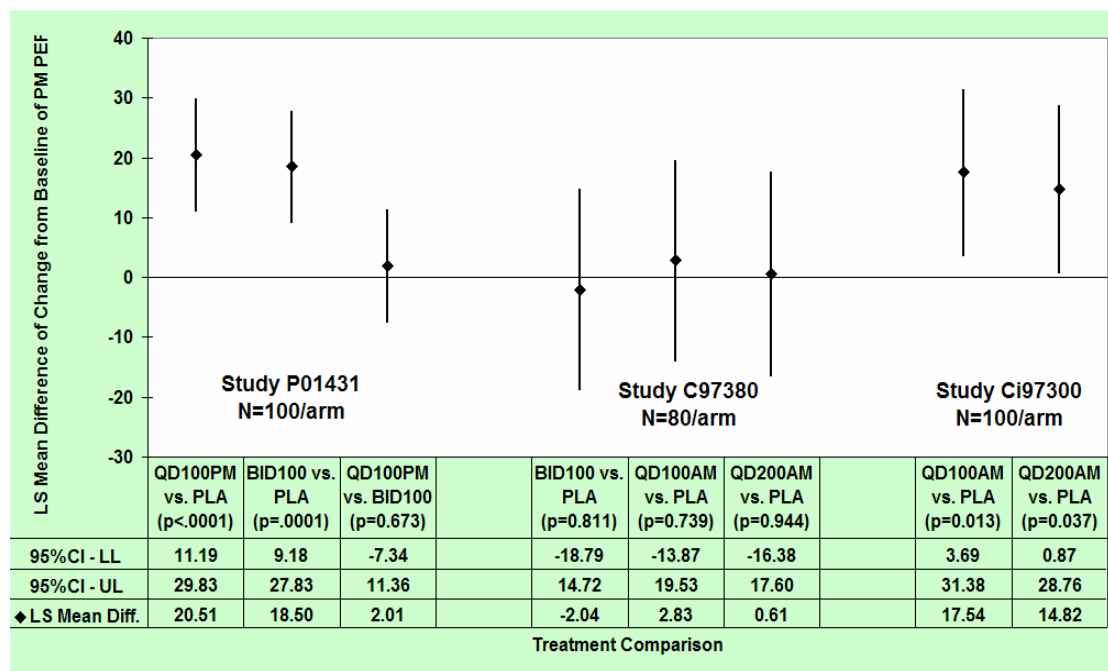 LS Mean Difference of Change from Baseline of PM PEF
40
30
20
10
0
-10
-20
-30
Study P01431
N=100/arm
Study C97380
N=80/arm
Study Ci97300
N=100/arm
QD100PM vs. PLA (p<.0001)
BID100 vs. PLA (p=.0001)
QD100PM vs. BID100 (p=0.673)
BID100 vs. PLA (p=0.811)
QD100AM vs. PLA (p=0.739)
QD200AM vs. PLA (p=0.944)
QD100AM vs. PLA (p=0.013)
QD200AM vs. PLA (p=0.037)
95%CI - LL 11.19 9.18 -7.34 -18.79 -13.87 -16.38 3.69 0.87
95%CI - UL 29.83 27.83 11.36 14.72 19.53 17.60 31.38 28.76
LS Mean Diff. 20.51 18.50 2.01 -2.04 2.83 0.61 17.54 14.82
Treatment Comparison